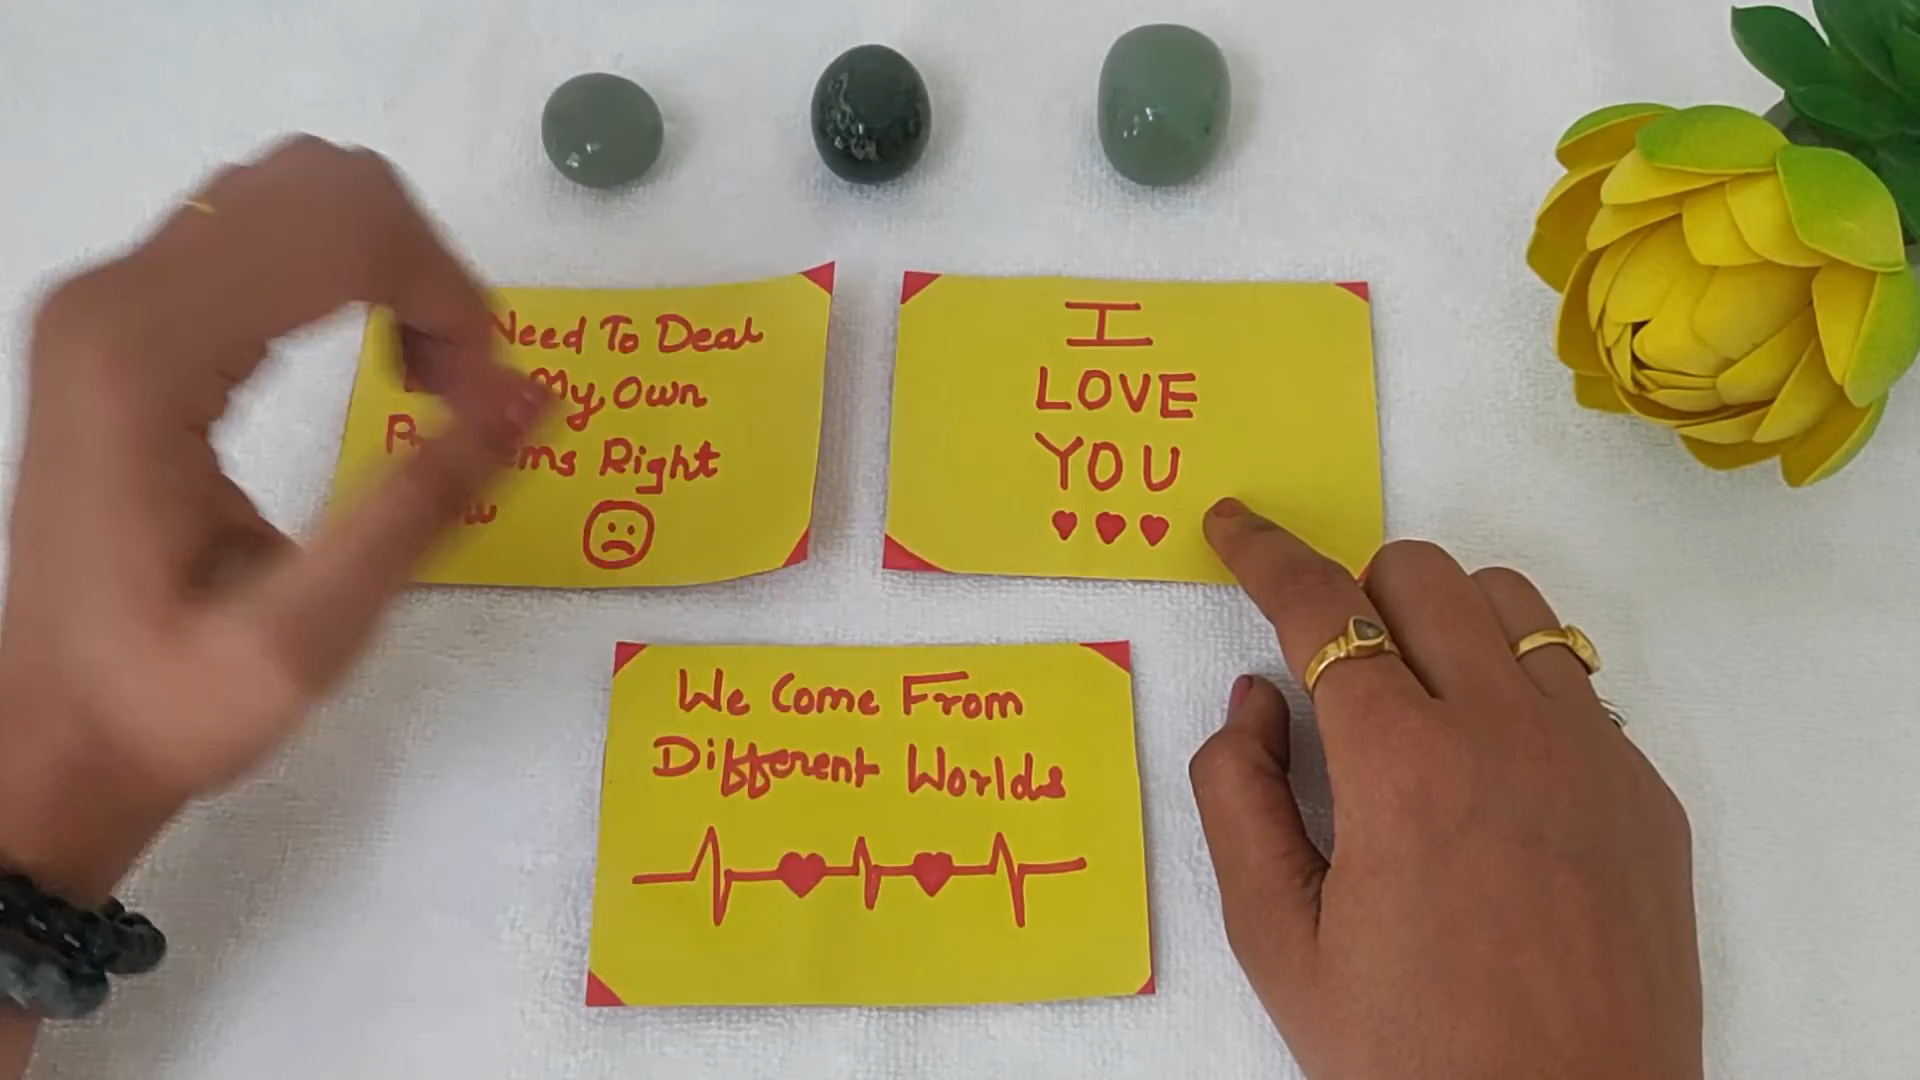 Need To Deal
My Own
Right
I
LOVE
YOU
We Come From
Different Worlds